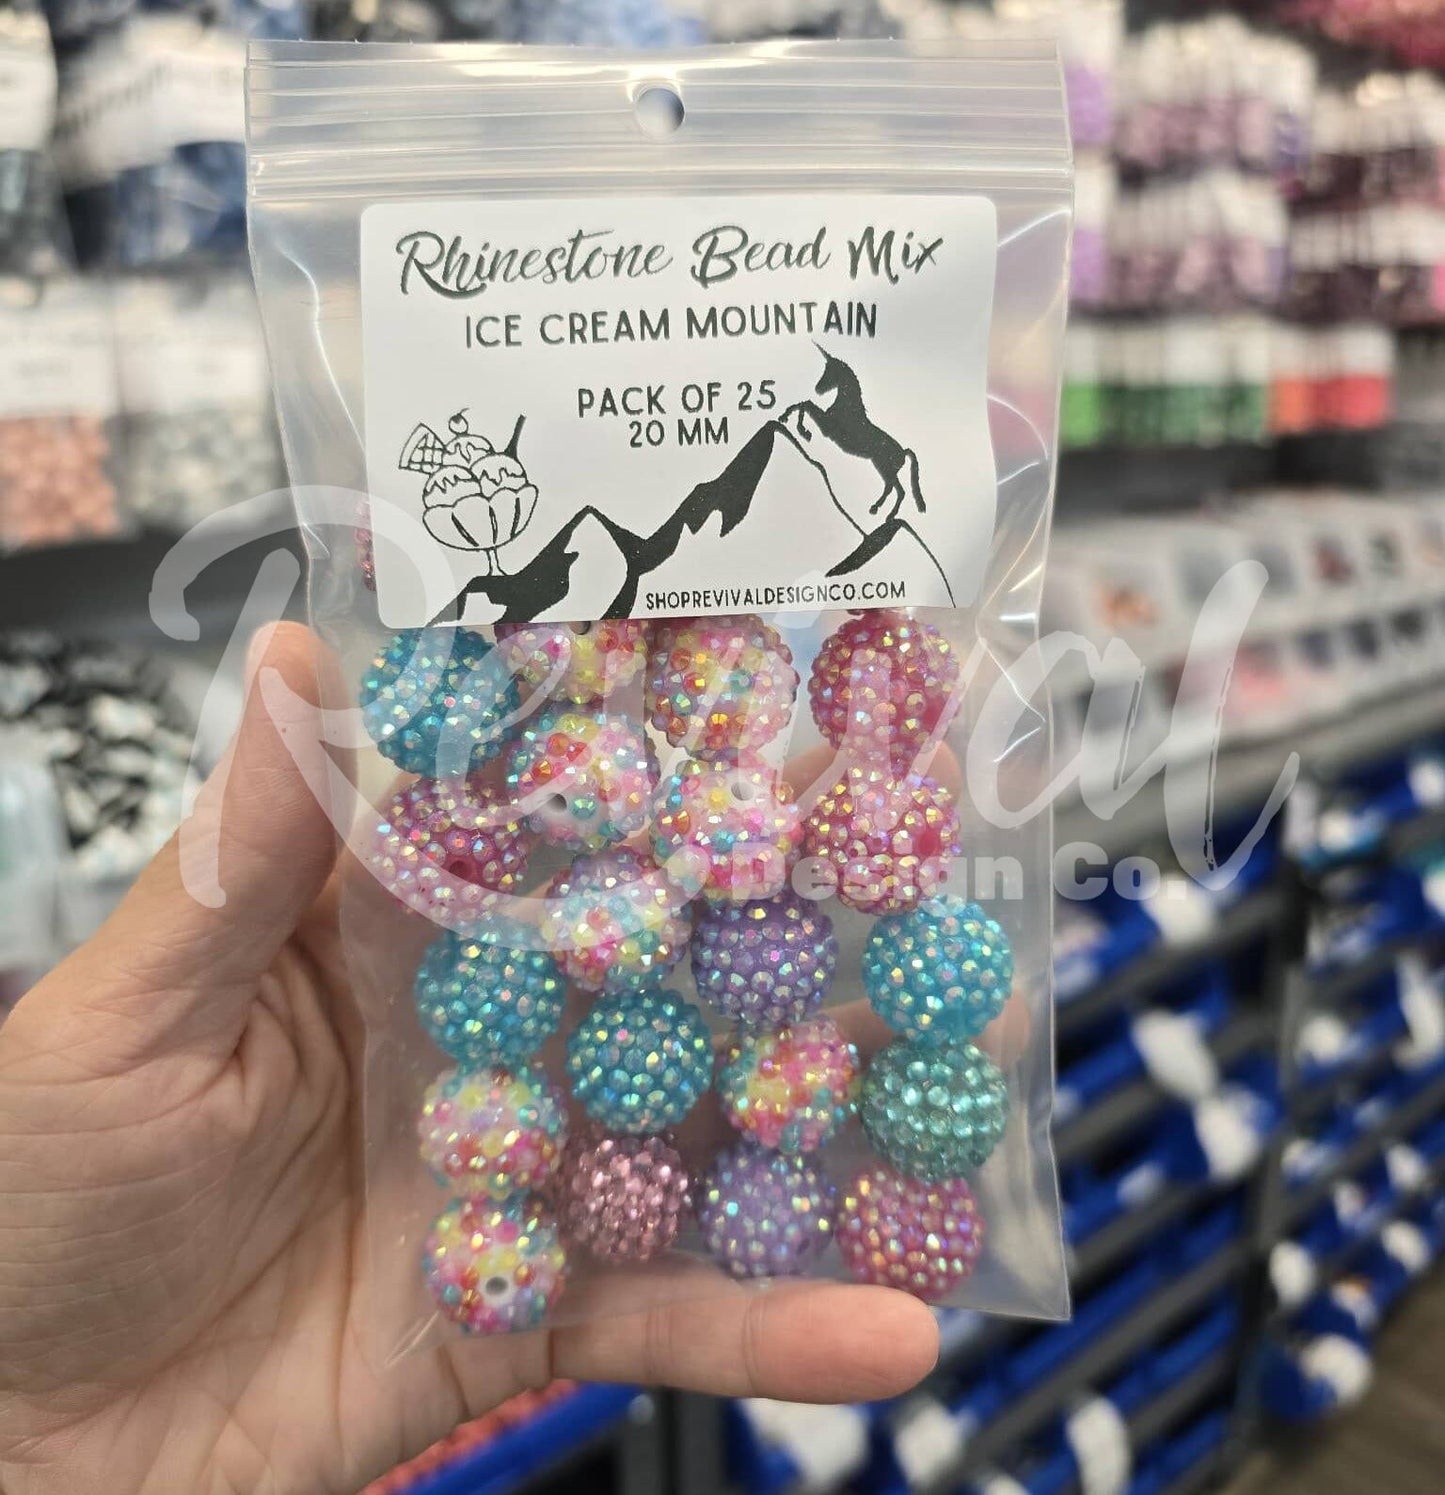 Rhinestone Bead Mix
ICE CREAM MOUNTAIN
PACK OF 25
20 MM
SHOPREVIVALDESIGNCO.COM
Revival
Design Co.